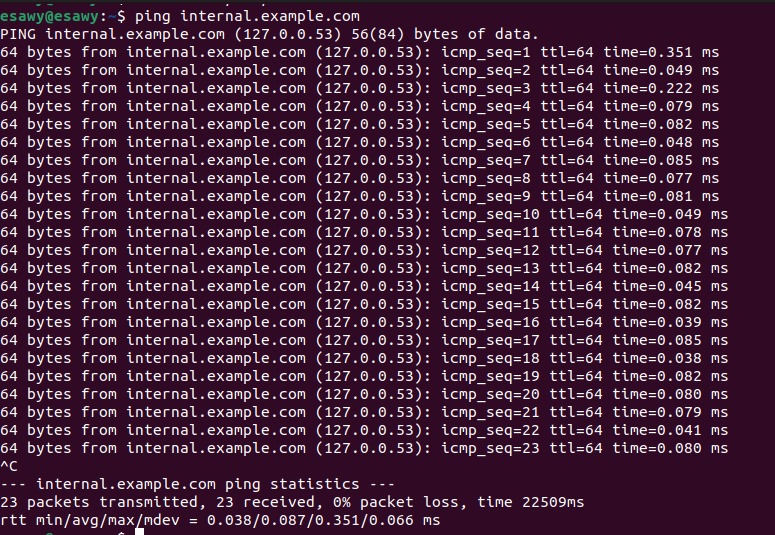 esawy@esawy:~$ ping internal.example.com
PING internal.example.com (127.0.0.53) 56(84) bytes of data.
64 bytes from internal.example.com (127.0.0.53): icmp_seq=1 ttl=64 time=0.351 ms
64 bytes from internal.example.com (127.0.0.53): icmp_seq=2 ttl=64 time=0.049 ms
64 bytes from internal.example.com (127.0.0.53): icmp_seq=3 ttl=64 time=0.222 ms
64 bytes from internal.example.com (127.0.0.53): icmp_seq=4 ttl=64 time=0.079 ms
64 bytes from internal.example.com (127.0.0.53): icmp_seq=5 ttl=64 time=0.082 ms
64 bytes from internal.example.com (127.0.0.53): icmp_seq=6 ttl=64 time=0.048 ms
64 bytes from internal.example.com (127.0.0.53): icmp_seq=7 ttl=64 time=0.085 ms
64 bytes from internal.example.com (127.0.0.53): icmp_seq=8 ttl=64 time=0.077 ms
64 bytes from internal.example.com (127.0.0.53): icmp_seq=9 ttl=64 time=0.081 ms
64 bytes from internal.example.com (127.0.0.53): icmp_seq=10 ttl=64 time=0.049 ms
64 bytes from internal.example.com (127.0.0.53): icmp_seq=11 ttl=64 time=0.078 ms
64 bytes from internal.example.com (127.0.0.53): icmp_seq=12 ttl=64 time=0.077 ms
64 bytes from internal.example.com (127.0.0.53): icmp_seq=13 ttl=64 time=0.082 ms
64 bytes from internal.example.com (127.0.0.53): icmp_seq=14 ttl=64 time=0.045 ms
64 bytes from internal.example.com (127.0.0.53): icmp_seq=15 ttl=64 time=0.082 ms
64 bytes from internal.example.com (127.0.0.53): icmp_seq=16 ttl=64 time=0.039 ms
64 bytes from internal.example.com (127.0.0.53): icmp_seq=17 ttl=64 time=0.085 ms
64 bytes from internal.example.com (127.0.0.53): icmp_seq=18 ttl=64 time=0.038 ms
64 bytes from internal.example.com (127.0.0.53): icmp_seq=19 ttl=64 time=0.082 ms
64 bytes from internal.example.com (127.0.0.53): icmp_seq=20 ttl=64 time=0.080 ms
64 bytes from internal.example.com (127.0.0.53): icmp_seq=21 ttl=64 time=0.079 ms
64 bytes from internal.example.com (127.0.0.53): icmp_seq=22 ttl=64 time=0.041 ms
64 bytes from internal.example.com (127.0.0.53): icmp_seq=23 ttl=64 time=0.080 ms
^C
--- internal.example.com ping statistics ---
23 packets transmitted, 23 received, 0% packet loss, time 22509ms
rtt min/avg/max/mdev = 0.038/0.087/0.351/0.066 ms